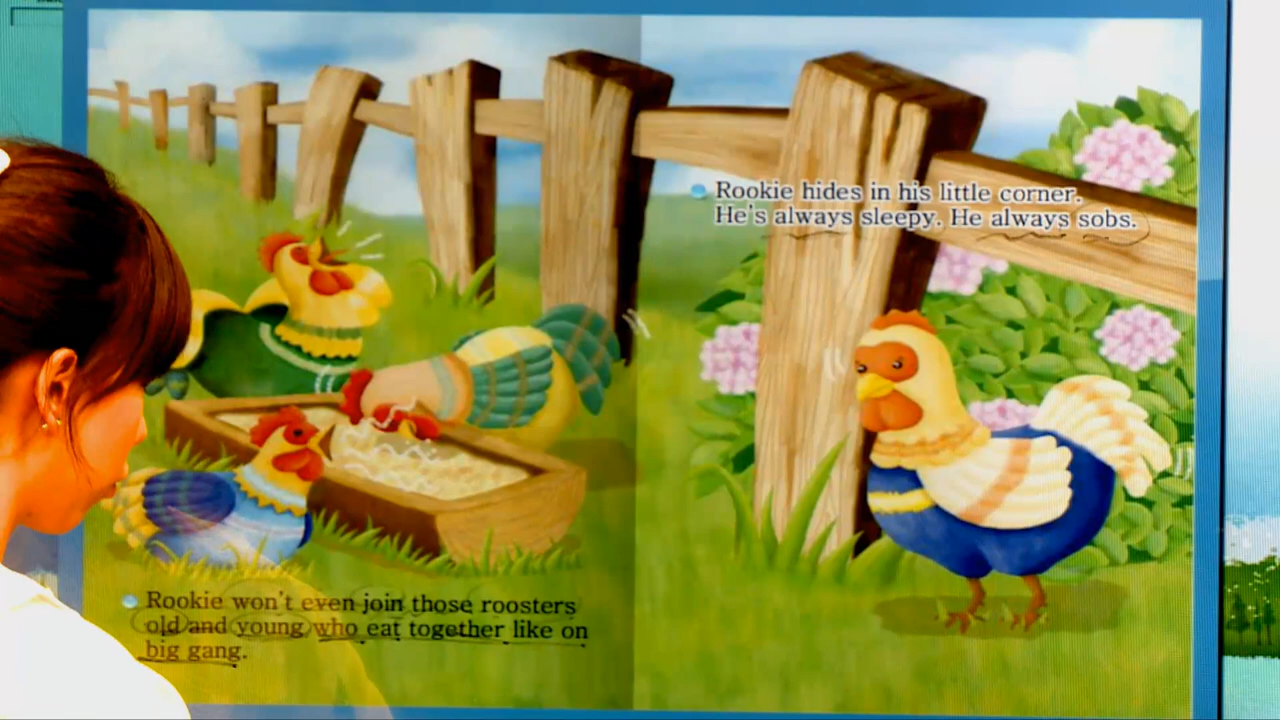 Rookie won't even join those roosters
old and young who eat together like on
big gang.
Rookie hides in his little corner.
He's always sleepy. He always sobs.